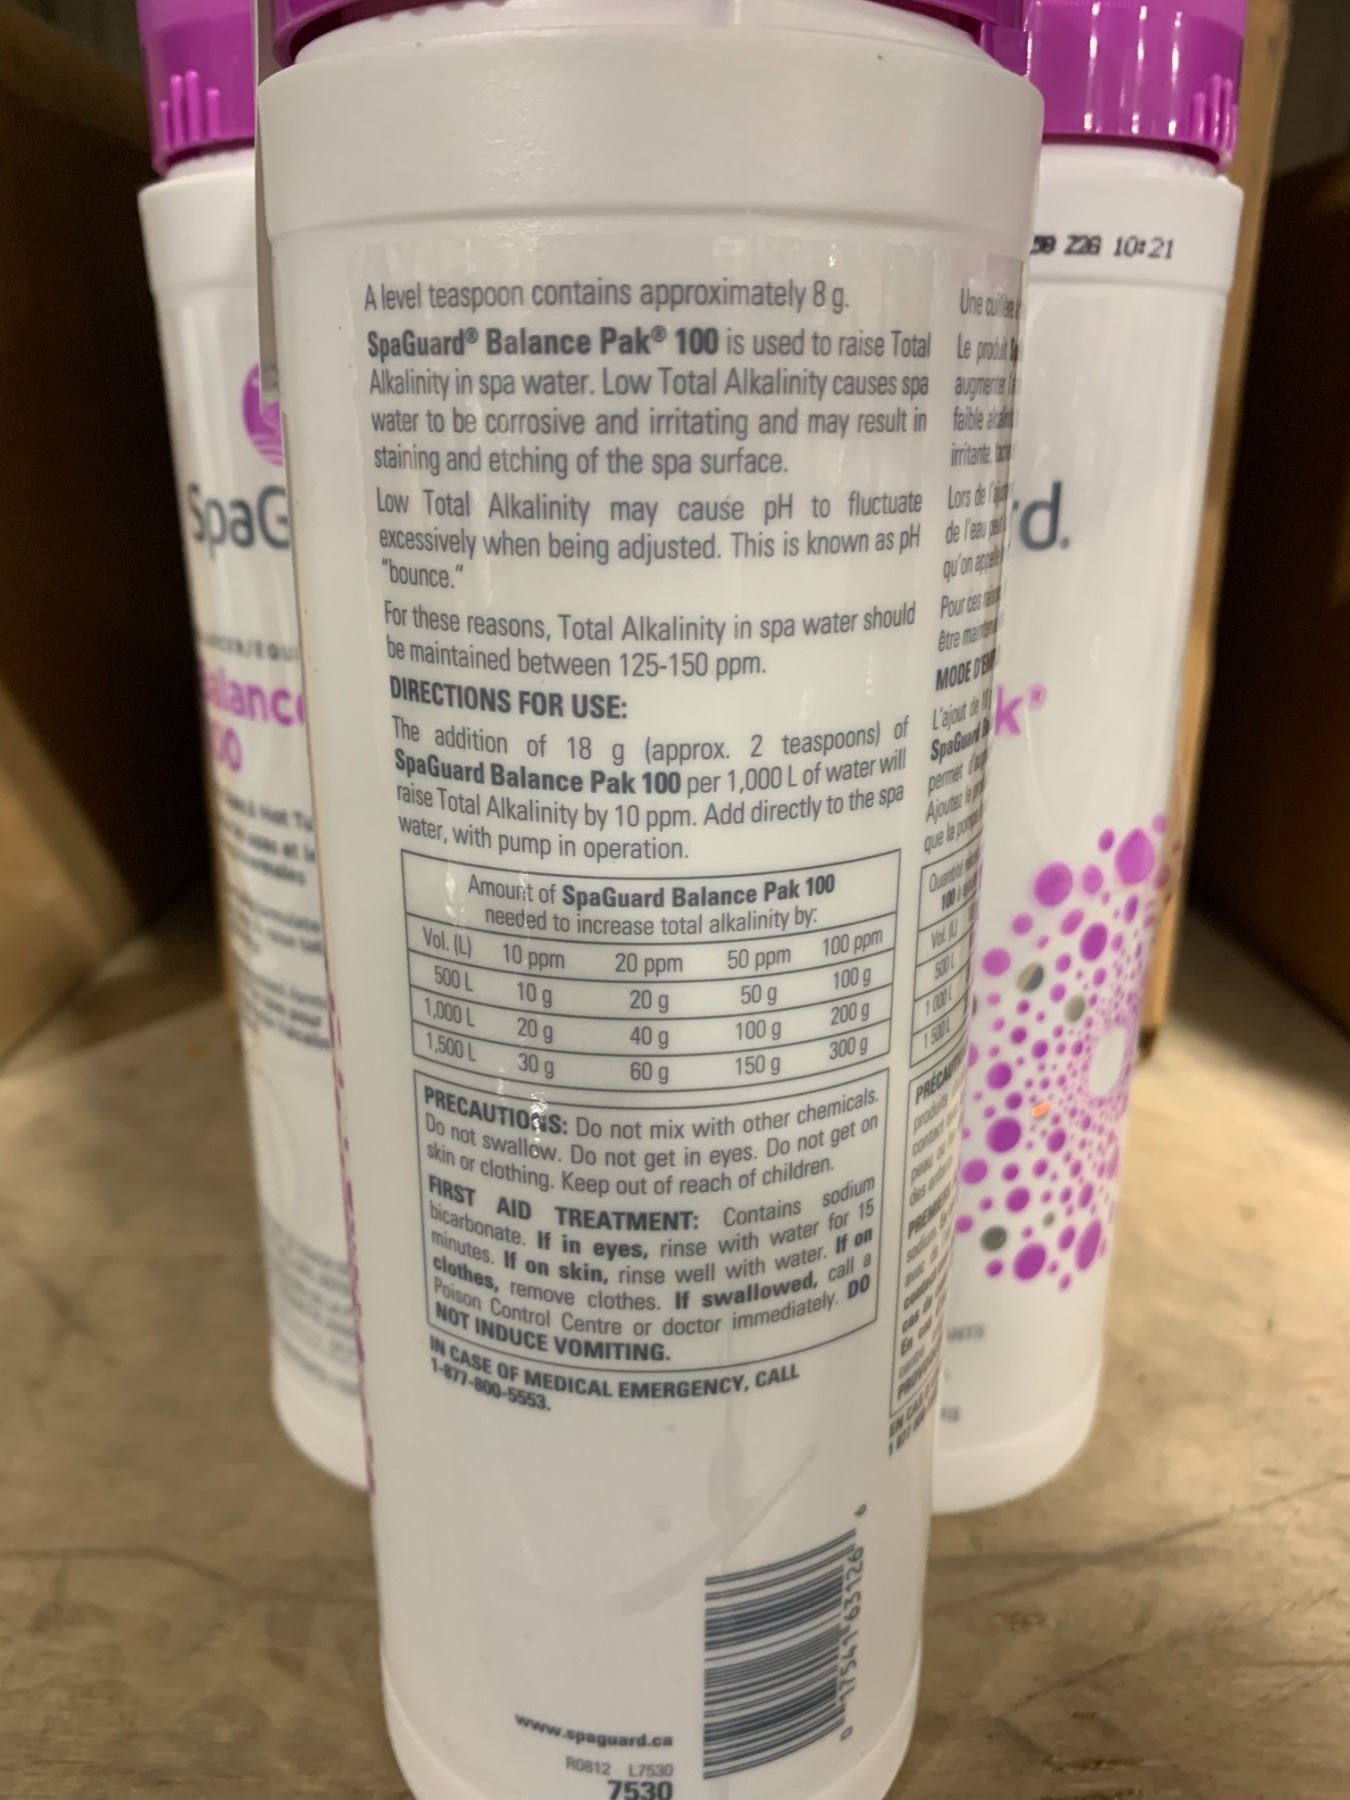 A level teaspoon contains approximately 8 g.
SpaGuard® Balance Pak® 100 is used to raise Total
Alkalinity in spa water. Low Total Alkalinity causes spa
water to be corrosive and irritating and may result in
staining and etching of the spa surface.
Low Total Alkalinity may cause pH to fluctuate
excessively when being adjusted. This is known as pH
"bounce."
For these reasons, Total Alkalinity in spa water should
be maintained between 125-150 ppm.
DIRECTIONS FOR USE:
The addition of 18 g (approx. 2 teaspoons) of
SpaGuard Balance Pak 100 per 1,000 L of water will
raise Total Alkalinity by 10 ppm. Add directly to the spa
water, with pump in operation.
Amount of SpaGuard Balance Pak 100
needed to increase total alkalinity by:
Vol. (L) 10 ppm 20 ppm 50 ppm 100 ppm
500 L 10 g 20 g 50 g 100 g
1,000 L 20 g 40 g 100 g 200 g
1,500 L 30 g 60 g 150 g 300 g
PRECAUTIONS: Do not mix with other chemicals.
Do not swallow. Do not get in eyes. Do not get on
skin or clothing. Keep out of reach of children.
FIRST AID TREATMENT: Contains sodium
bicarbonate. If in eyes, rinse with water for 15
minutes. If on skin, rinse well with water. If on
clothes, remove clothes. If swallowed, call a
Poison Control Centre or doctor immediately. DO
NOT INDUCE VOMITING.
IN CASE OF MEDICAL EMERGENCY, CALL
1-877-800-5553.
0 17541 63126 6
www.spaguard.ca
R0812 L7530
7530
Une
Le produit
augmenter
faible
irritante,
Lors de
de l'eau
qu'on
Pour ces
être
MODE
L'ajout de
SpaGuard
permet
Ajoutez
que la
Vol. (L)
500 L
1 000 L
1 500 L
produits
10:21
SpaG
rd.
k®